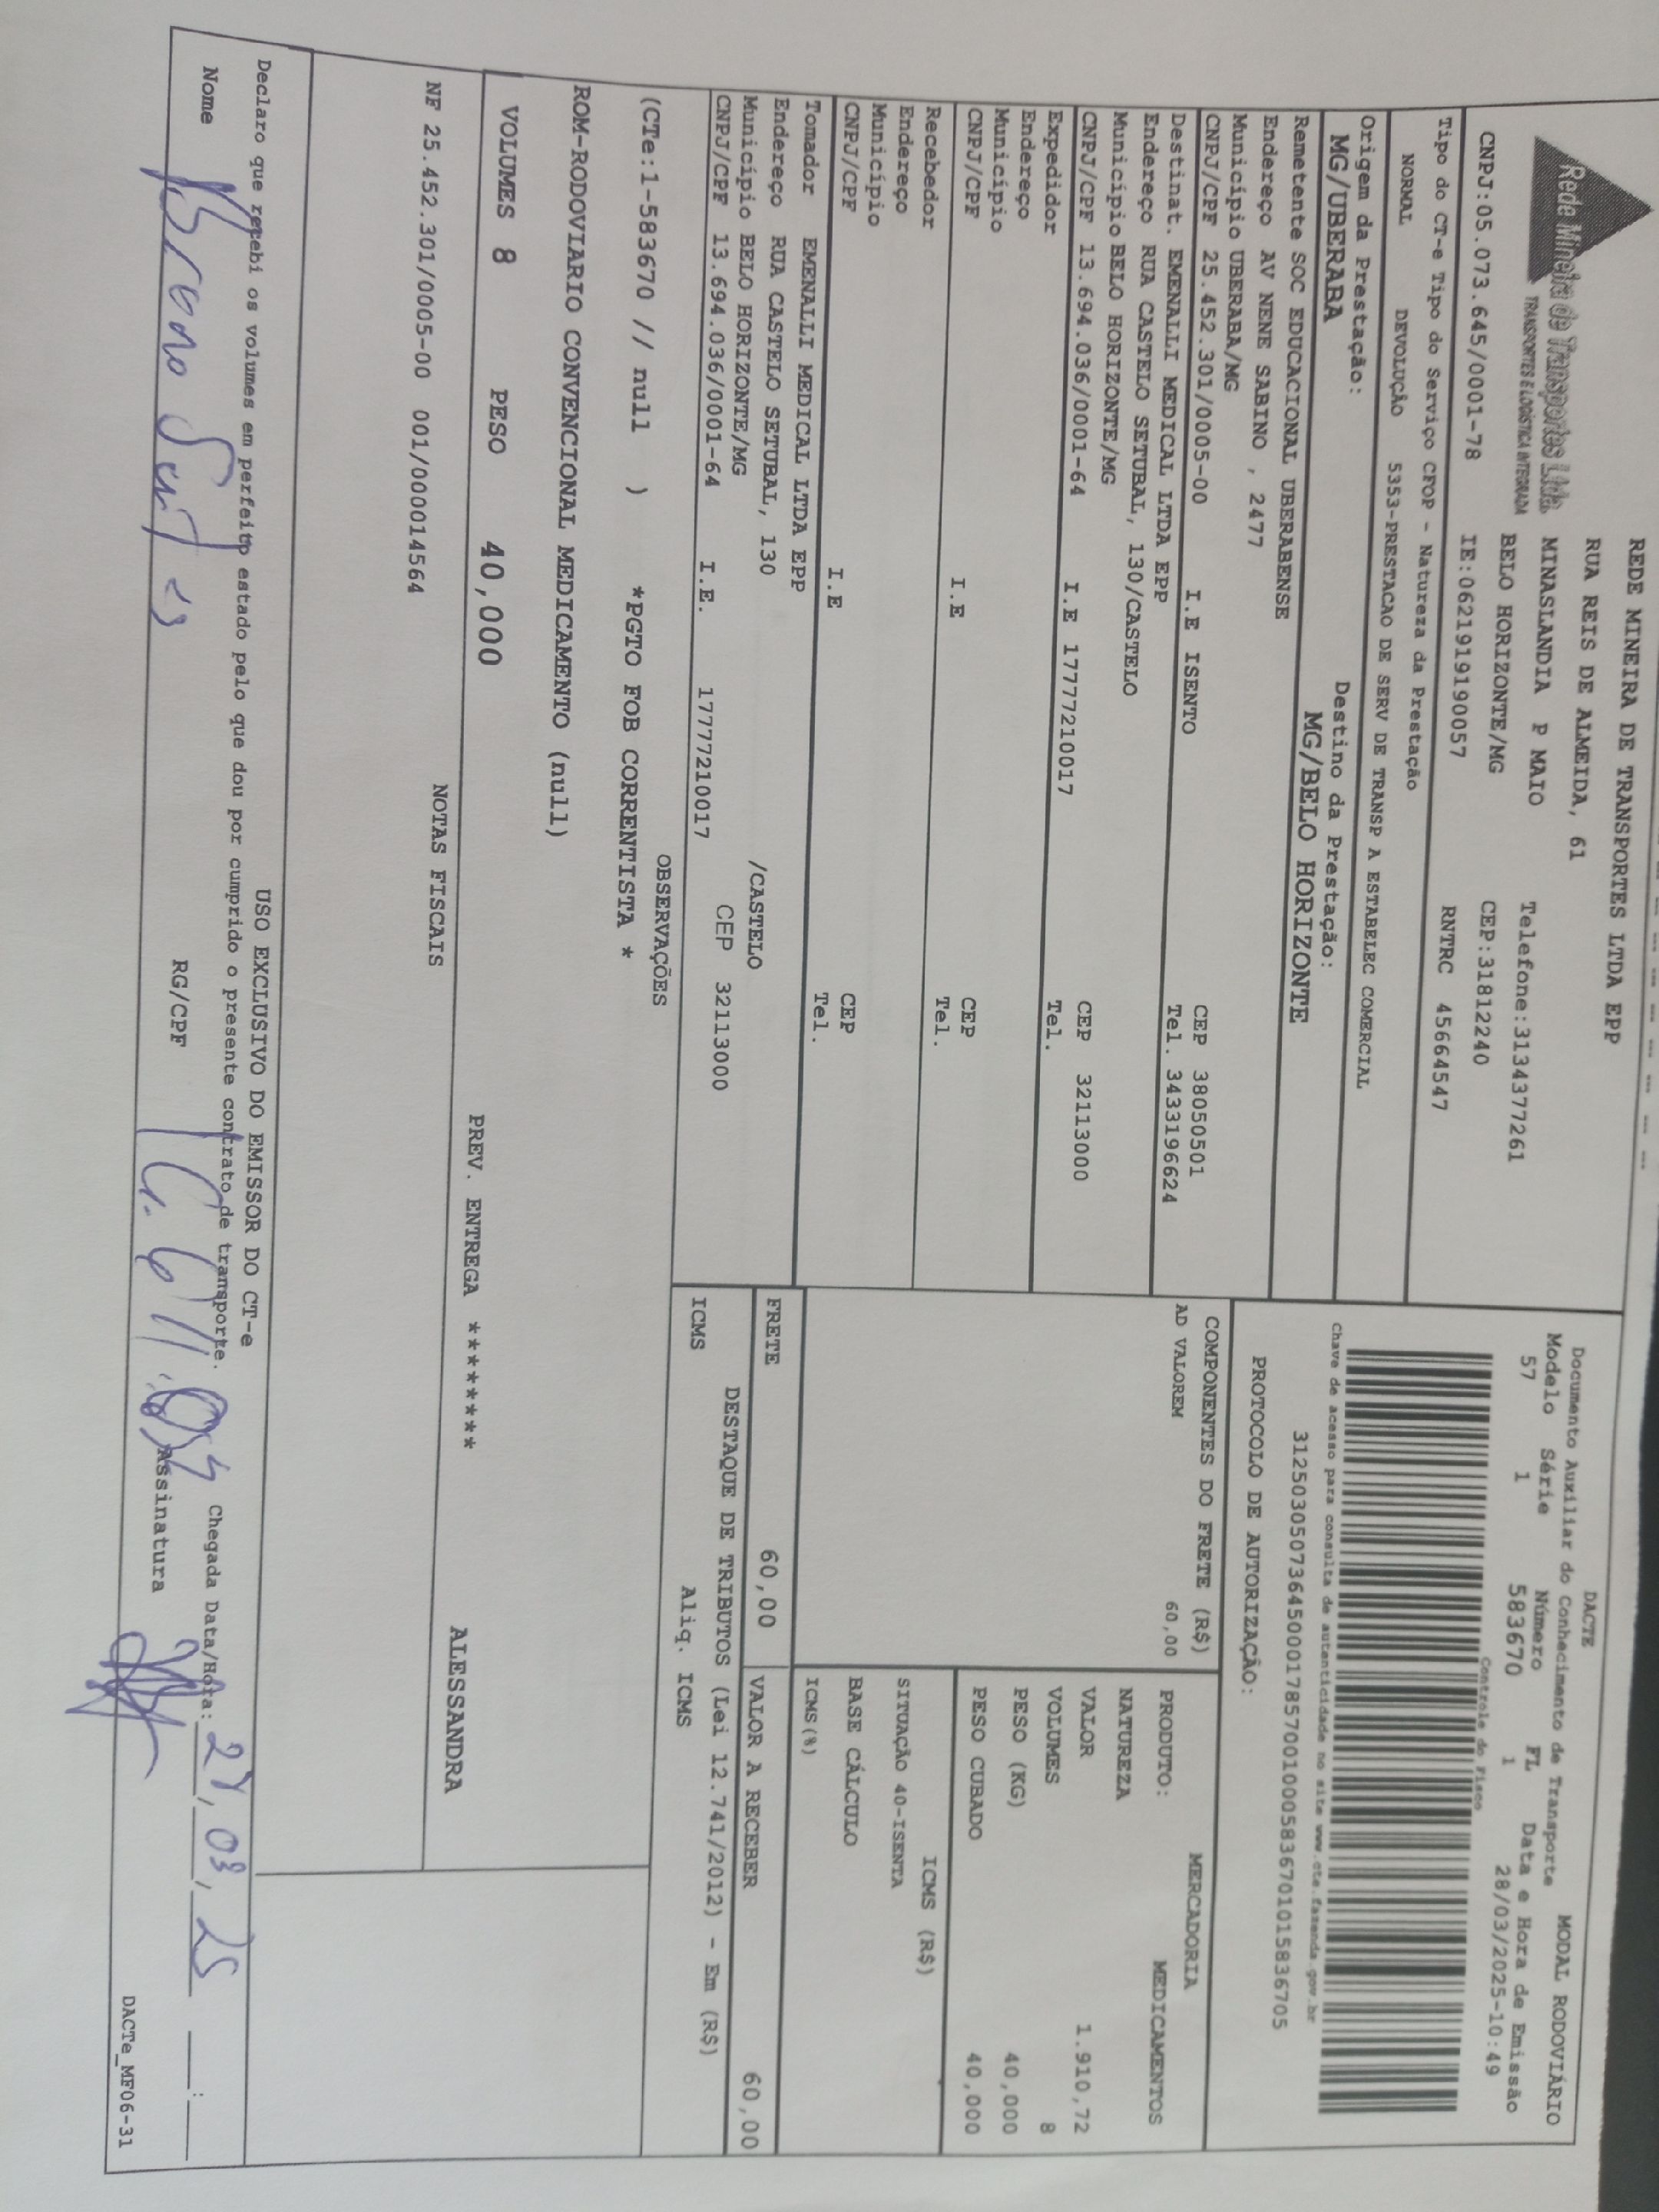 Rede Mineira de Transportes Ltda.
TRANSPORTES E LOGÍSTICA INTEGRADA
REDE MINEIRA DE TRANSPORTES LTDA EPP
RUA REIS DE ALMEIDA, 61
MINASLANDIA P MAIO Telefone:3134377261
BELO HORIZONTE/MG CEP:31812240
CNPJ:05.073.645/0001-78 IE:0621919190057 RNTRC 45664547
Tipo do CT-e Tipo do Serviço CFOP - Natureza da Prestação
NORMAL DEVOLUÇÃO 5353-PRESTACAO DE SERV DE TRANSP A ESTABELEC COMERCIAL
Origem da Prestação: Destino da Prestação:
MG/UBERABA MG/BELO HORIZONTE
Remetente SOC EDUCACIONAL UBERABENSE
Endereço AV NENE SABINO , 2477
Município UBERABA/MG CEP 38050501
CNPJ/CPF 25.452.301/0005-00 I.E ISENTO Tel. 3433196624
Destinat. EMENALLI MEDICAL LTDA EPP
Endereço RUA CASTELO SETUBAL, 130/CASTELO
Município BELO HORIZONTE/MG CEP 32113000
CNPJ/CPF 13.694.036/0001-64 I.E 17777210017 Tel.
Expedidor
Endereço
Município CEP
CNPJ/CPF I.E Tel.
Recebedor
Endereço
Município CEP
CNPJ/CPF I.E Tel.
Tomador EMENALLI MEDICAL LTDA EPP
Endereço RUA CASTELO SETUBAL, 130 /CASTELO
Município BELO HORIZONTE/MG CEP 32113000
CNPJ/CPF 13.694.036/0001-64 I.E. 17777210017
DACTE
Documento Auxiliar do Conhecimento de Transporte MODAL RODOVIÁRIO
Modelo Série Número FL Data e Hora de Emissão
57 1 583670 1 28/03/2025-10:49
Controle do Fisco
Chave de acesso para consulta de autenticidade no site www.cte.fazenda.gov.br
31250305073645000178570010005836701015836705
PROTOCOLO DE AUTORIZAÇÃO:
COMPONENTES DO FRETE (R$)
AD VALOREM 60,00
MERCADORIA
PRODUTO: MEDICAMENTOS
NATUREZA
VALOR 1.910,72
VOLUMES 8
PESO (KG) 40,000
PESO CUBADO 40,000
ICMS (R$)
SITUAÇÃO 40-ISENTA
BASE CÁLCULO
ICMS(%)
FRETE 60,00 VALOR A RECEBER 60,00
DESTAQUE DE TRIBUTOS (Lei 12.741/2012) - Em (R$)
ICMS Aliq. ICMS
OBSERVAÇÕES
(CTe:1-583670 // null ) *PGTO FOB CORRENTISTA *
ROM-RODOVIARIO CONVENCIONAL MEDICAMENTO (null)
VOLUMES 8 PESO 40,000 PREV. ENTREGA ******** ALESSANDRA
NOTAS FISCAIS
NF 25.452.301/0005-00 001/000014564
USO EXCLUSIVO DO EMISSOR DO CT-e
Declaro que recebi os volumes em perfeito estado pelo que dou por cumprido o presente contrato de transporte. Chegada Data/Hora: 28/03/25 __:__
Nome RG/CPF Assinatura
DACTe_MF06-31